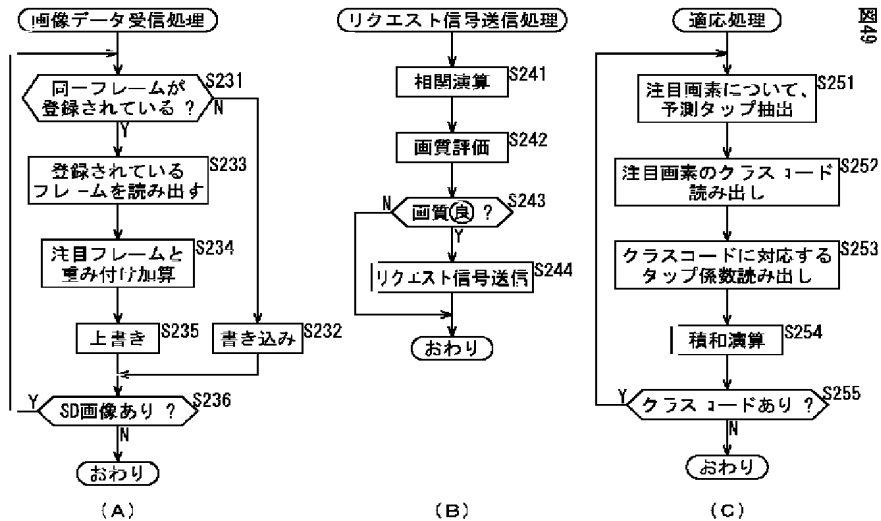 図49
画像データ受信処理
同一フレームが
登録されている ?
S231
N
Y
登録されている
フレームを読み出す
S233
注目フレームと
重み付け加算
S234
上書き
S235
書き込み
S232
SD画像あり ?
S236
Y
N
おわり
(A)
リクエスト信号送信処理
相関演算
S241
画質評価
S242
画質良 ?
S243
N
Y
リクエスト信号送信
S244
おわり
(B)
適応処理
注目画素について、
予測タップ抽出
S251
注目画素のクラスコード
読み出し
S252
クラスコードに対応する
タップ係数読み出し
S253
積和演算
S254
クラスコードあり ?
S255
Y
N
おわり
(C)